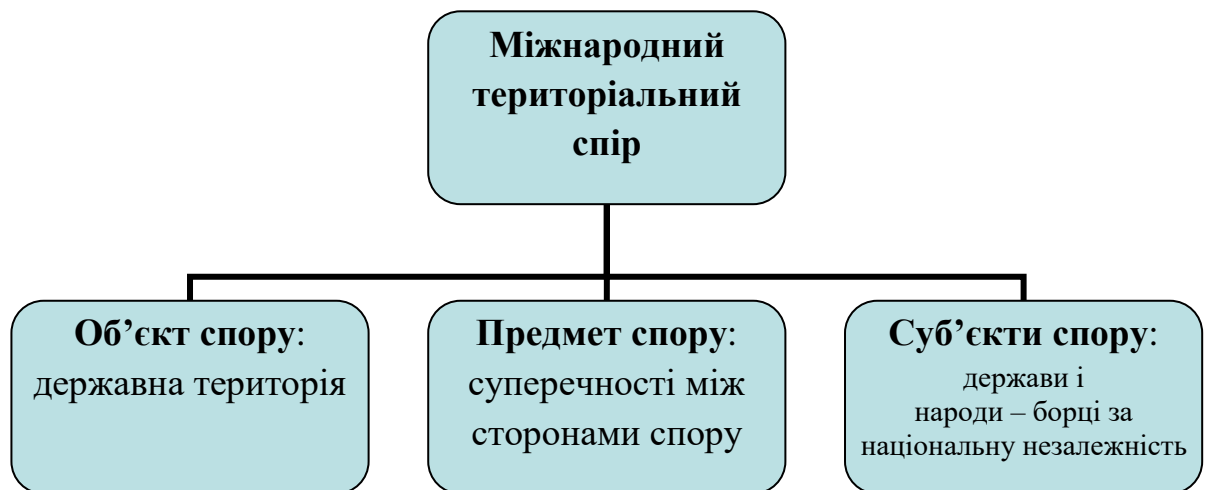 Міжнародний
територіальний
спір
Об’єкт спору:
державна територія
Предмет спору:
суперечності між
сторонами спору
Суб’єкти спору:
держави і
народи – борці за
національну незалежність